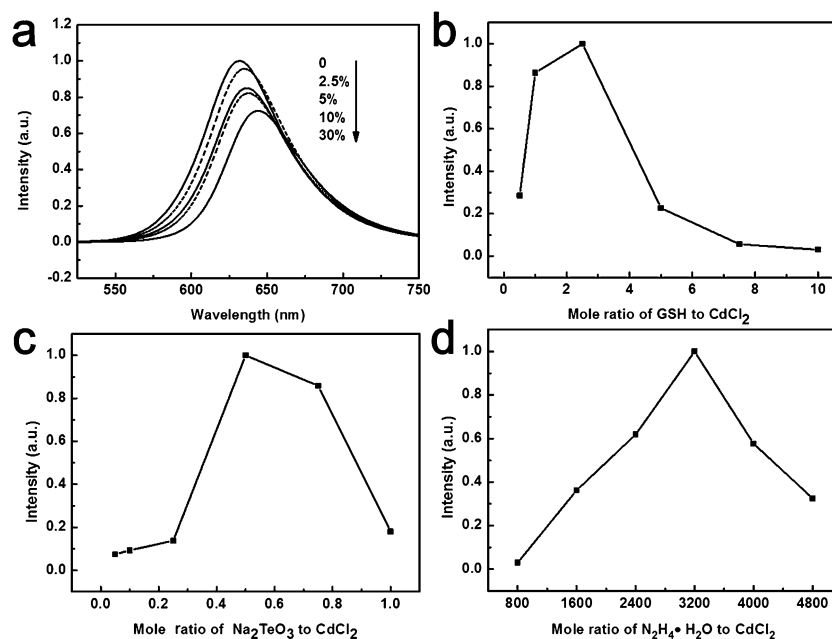 a
1.2
1.0
0.8
0.6
0.4
0.2
0.0
-0.2
Intensity (a.u.)
550 600 650 700 750
Wavelength (nm)
0
2.5%
5%
10%
30%
b
1.0
0.8
0.6
0.4
0.2
0.0
Intensity (a.u.)
0 2 4 6 8 10
Mole ratio of GSH to CdCl2
c
1.0
0.8
0.6
0.4
0.2
0.0
Intensity (a.u.)
0.0 0.2 0.4 0.6 0.8 1.0
Mole ratio of Na2TeO3 to CdCl2
d
1.0
0.8
0.6
0.4
0.2
0.0
Intensity (a.u.)
800 1600 2400 3200 4000 4800
Mole ratio of N2H4• H2O to CdCl2